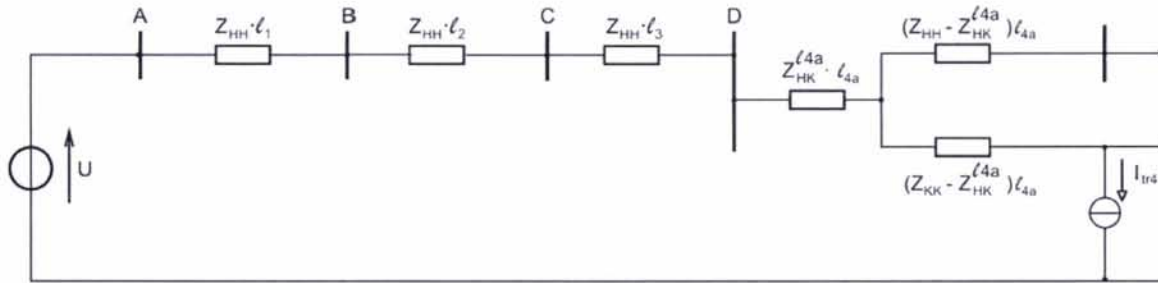 A
Z_HH·ℓ_1
B
Z_HH·ℓ_2
C
Z_HH·ℓ_3
D
Z_HK^ℓ4a · ℓ_4a
(Z_HH - Z_HK^ℓ4a)ℓ_4a
(Z_KK - Z_HK^ℓ4a)ℓ_4a
U
I_tr4